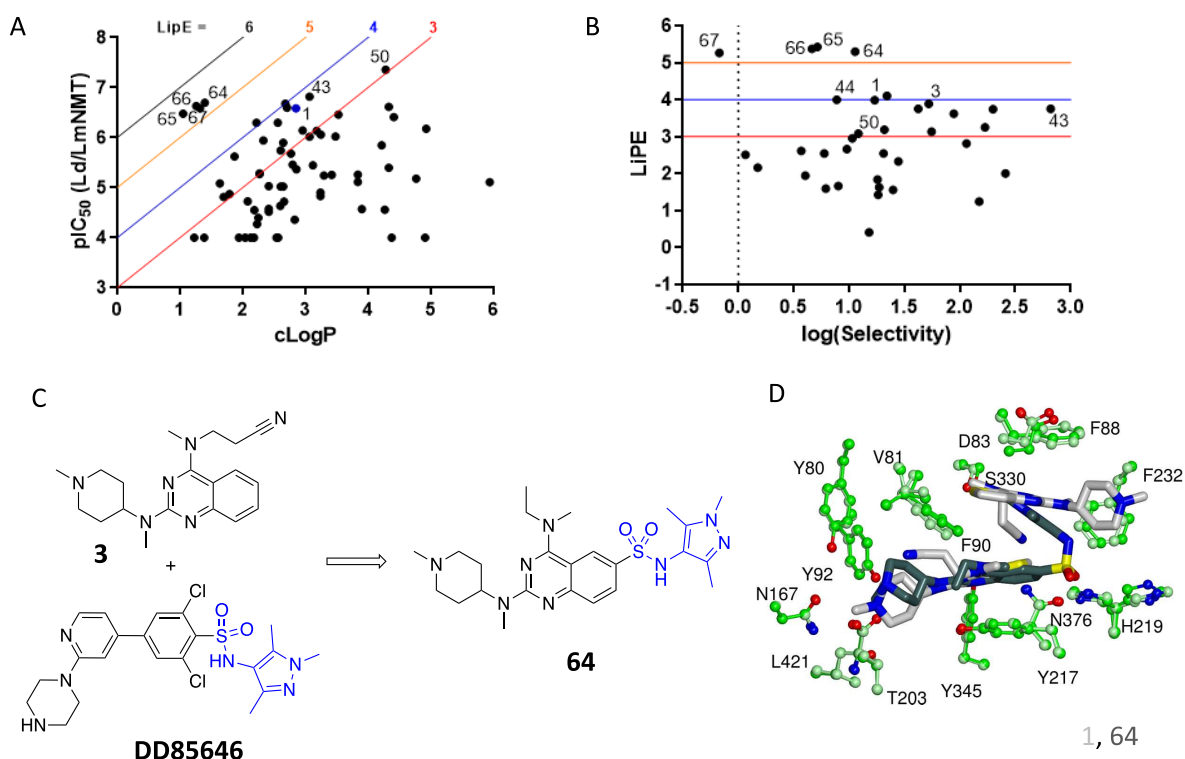 A
LipE = 6 5 4 3
8
7
6
5
4
3
pIC50 (Ld/LmNMT)
50
43
66
64
65
67
1
0 1 2 3 4 5 6
cLogP
B
6
5
4
3
2
1
0
-1
LiPE
67
66
65
64
44
1
3
50
43
-0.5 0.0 0.5 1.0 1.5 2.0 2.5 3.0
log(Selectivity)
C
N
N
N
N
N
N
3
+
Cl
O
S
O
HN
N
N
Cl
N
N
HN
DD85646
N
O
O
S
N
H
N
N
N
N
N
N
64
D
F88
D83
V81
Y80
S330
F232
F90
Y92
N167
N376
H219
L421
Y217
T203
Y345
1, 64